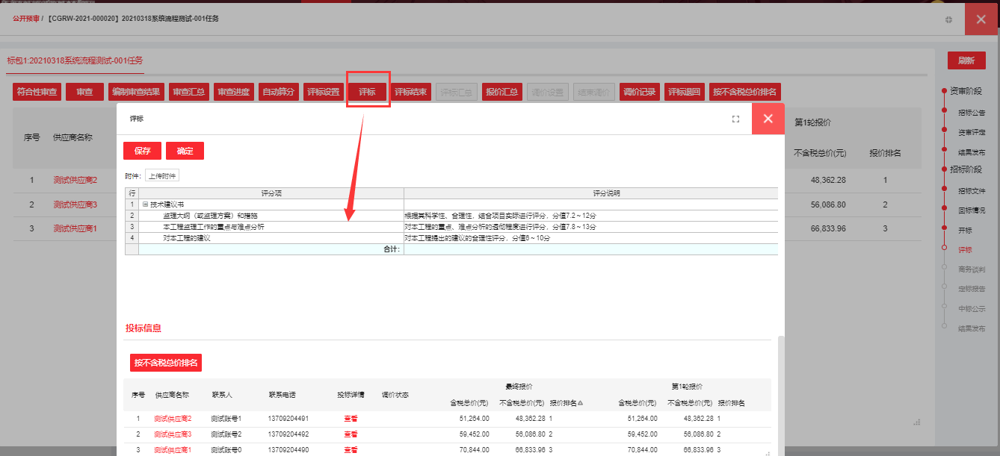 公开预审 / 【CGRW-2021-000020】20210318系统流程测试-001任务
标包1:20210318系统流程测试-001任务
刷新
符合性审查 审查 编制审查结果 审查汇总 审查进度 自动算分 评标设置 评标 评标结束 评标汇总 报价汇总 调价设置 结束调价 调价记录 评标退回 按不含税总价排名
序号 供应商名称 第1轮报价
不含税总价(元) 报价排名
1 测试供应商2 48,362.28 1
2 测试供应商3 56,086.80 2
3 测试供应商1 66,833.96 3
资审阶段
招标公告
资审评定
结果发布
招标阶段
招标文件
回标情况
开标
评标
商务谈判
定标报告
中标公示
结果发布
评标
保存 确定
附件: 上传附件
行 评分项 评分说明
1 技术建议书
2 监理大纲（或监理方案）和措施 根据其科学性、合理性，结合项目实际进行评分，分值7.2～12分
3 本工程监理工作的重点与难点分析 对本工程的重点、难点分析的透彻程度进行评分，分值7.8～13分
4 对本工程的建议 对本工程提出的建议的合理性评分，分值6～10分
合计:
投标信息
按不含税总价排名
序号 供应商名称 联系人 联系电话 投标详情 调价状态 最终报价 第1轮报价
含税总价(元) 不含税总价(元) 报价排名 含税总价(元) 不含税总价(元) 报价排名
1 测试供应商2 测试账号1 13709204491 查看 51,264.00 48,362.28 1 51,264.00 48,362.28 1
2 测试供应商3 测试账号2 13709204492 查看 59,452.00 56,086.80 2 59,452.00 56,086.80 2
3 测试供应商1 测试账号0 13709204490 查看 70,844.00 66,833.96 3 70,844.00 66,833.96 3